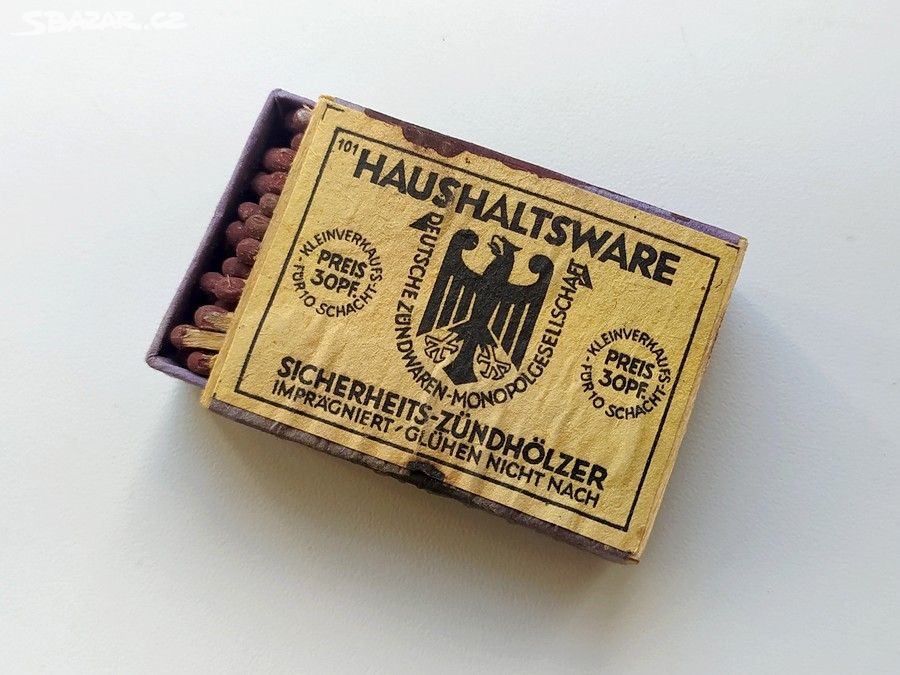 SBAZAR.CZ
101 HAUSHALTSWARE
DEUTSCHE ZÜNDWAREN-MONOPOLGESELLSCHAFT
KLEINVERKAUFS-
PREIS
30PF.
FÜR 10 SCHACHT.
KLEINVERKAUFS-
PREIS
30PF.
FÜR 10 SCHACHT.
SICHERHEITS-ZÜNDHÖLZER
IMPRÄGNIERT/GLÜHEN NICHT NACH